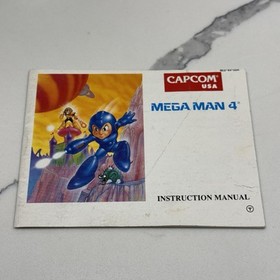 CAPCOM®
USA
MEGA MAN 4®
INSTRUCTION MANUAL